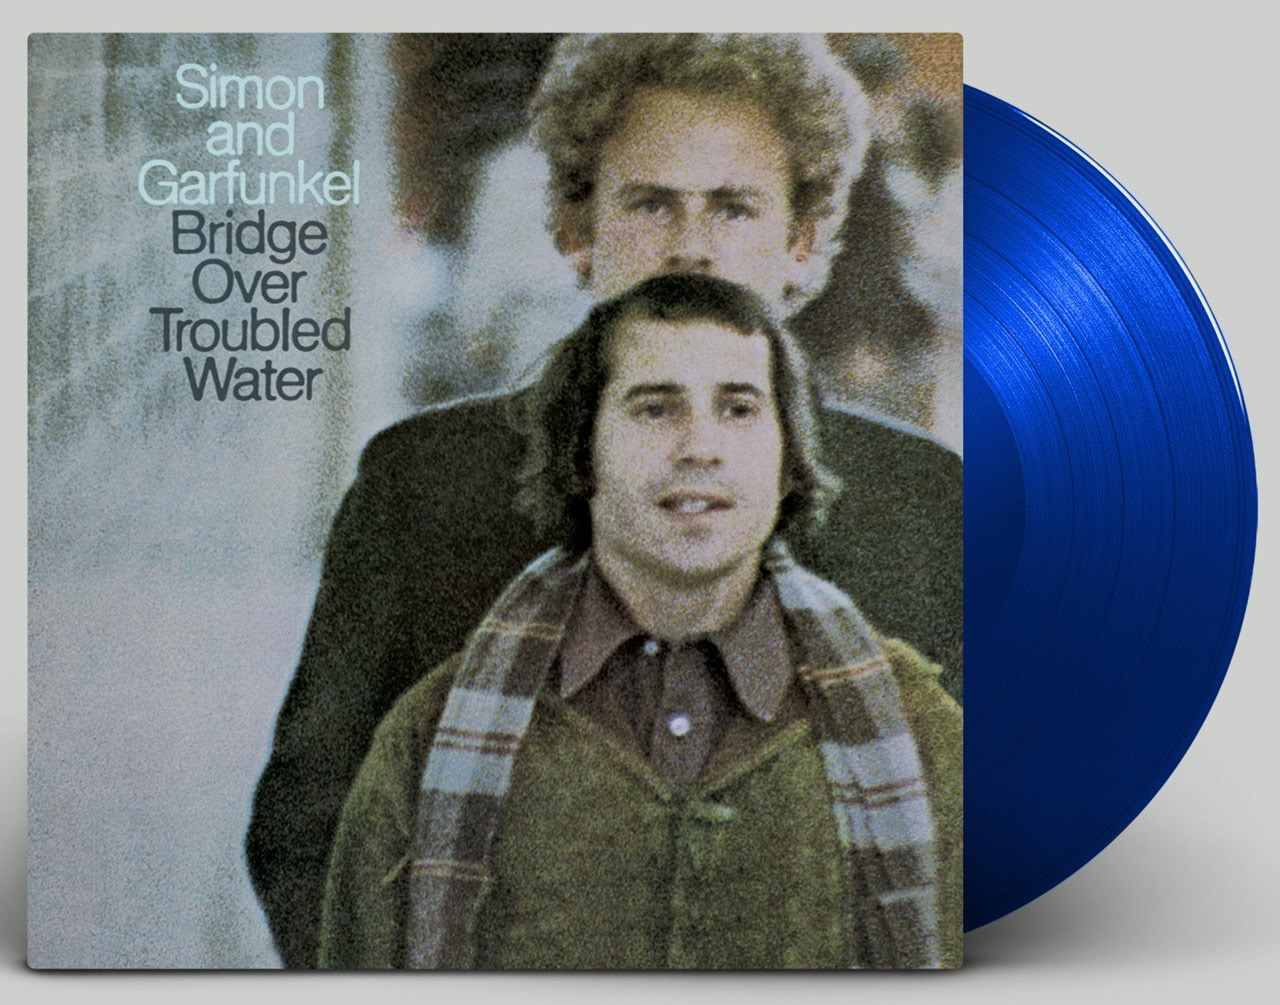 Simon
and
Garfunkel
Bridge
Over
Troubled
Water